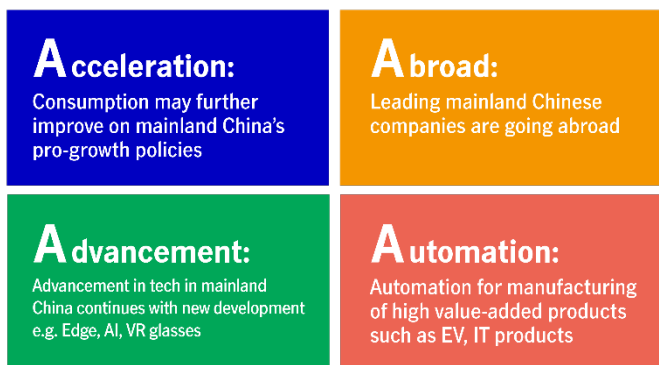 Acceleration:
Consumption may further
improve on mainland China's
pro-growth policies
Abroad:
Leading mainland Chinese
companies are going abroad
Advancement:
Advancement in tech in mainland
China continues with new development
e.g. Edge, AI, VR glasses
Automation:
Automation for manufacturing
of high value-added products
such as EV, IT products